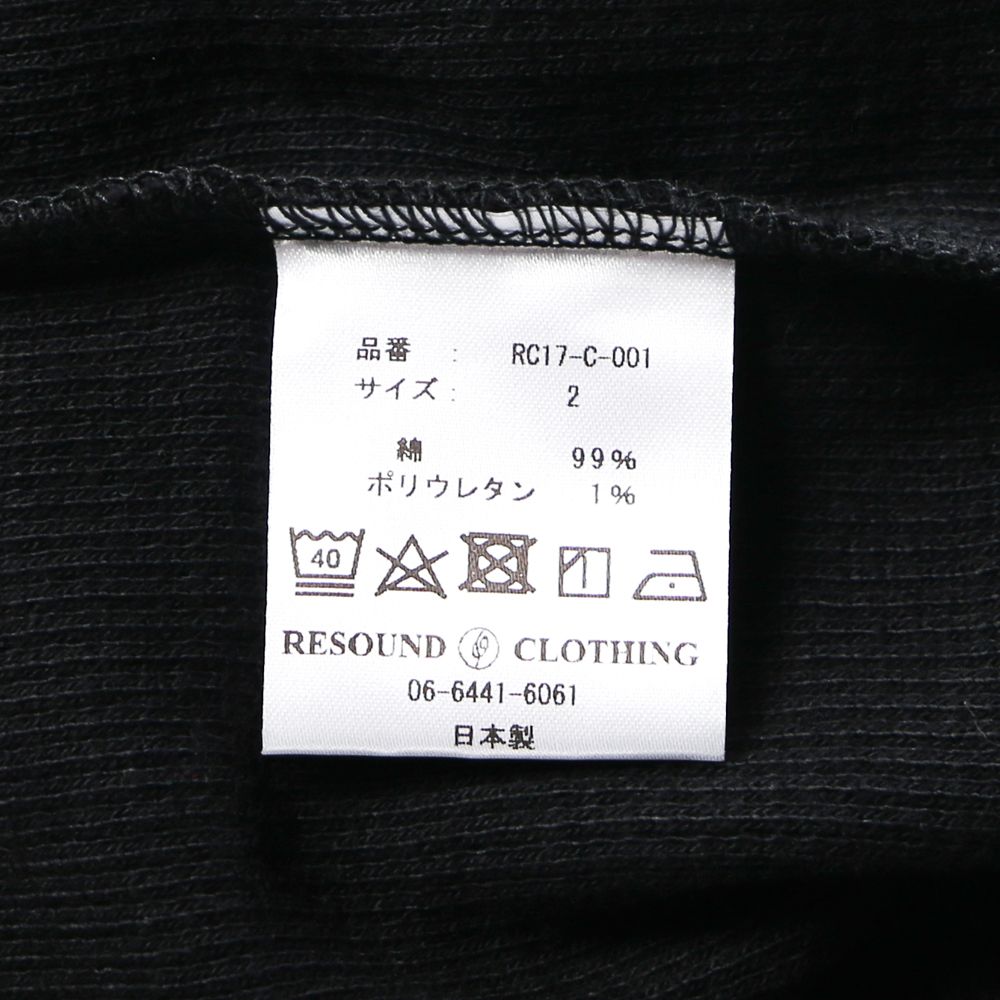 品番 : RC17-C-001
サイズ : 2
綿 99%
ポリウレタン 1%
40
RESOUND CLOTHING
06-6441-6061
日本製